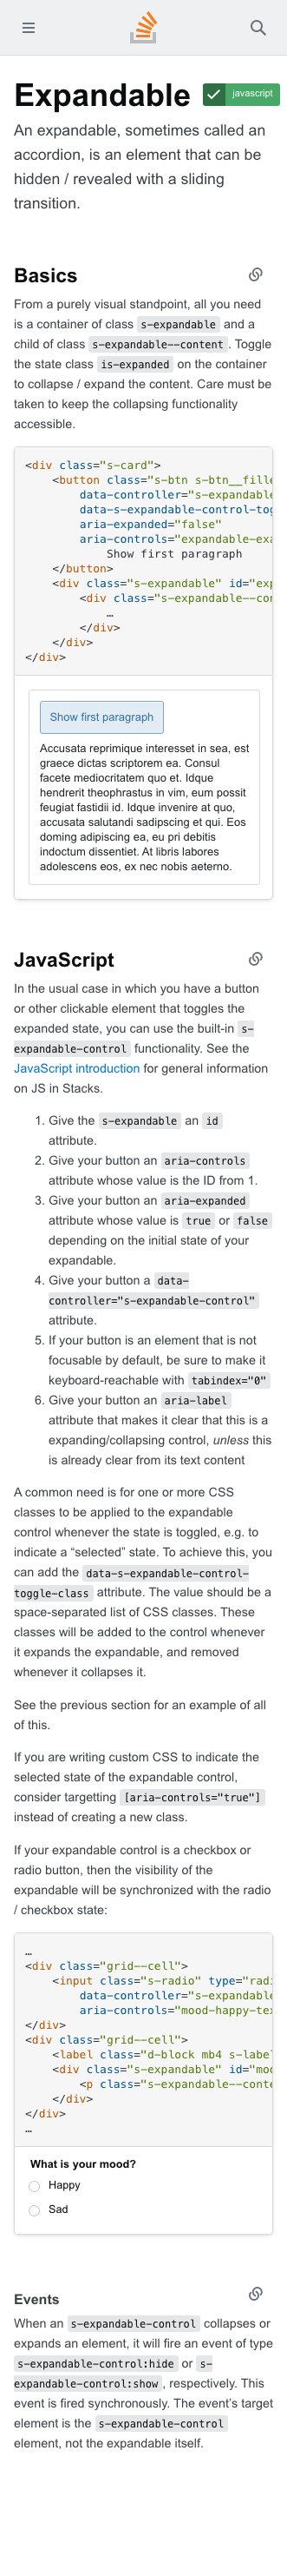 Expandable
javascript
An expandable, sometimes called an
accordion, is an element that can be
hidden / revealed with a sliding
transition.
Basics
From a purely visual standpoint, all you need
is a container of class s-expandable and a
child of class s-expandable--content. Toggle
the state class is-expanded on the container
to collapse / expand the content. Care must be
taken to keep the collapsing functionality
accessible.
<div class="s-card">
<button class="s-btn s-btn__fille
data-controller="s-expandable
data-s-expandable-control-tog
aria-expanded="false"
aria-controls="expandable-exa
Show first paragraph
</button>
<div class="s-expandable" id="exp
<div class="s-expandable--con
…
</div>
</div>
</div>
Show first paragraph
Accusata reprimique interesset in sea, est
graece dictas scriptorem ea. Consul
facete mediocritatem quo et. Idque
hendrerit theophrastus in vim, eum possit
feugiat fastidii id. Idque invenire at quo,
accusata salutandi sadipscing et qui. Eos
doming adipiscing ea, eu pri debitis
indoctum dissentiet. At libris labores
adolescens eos, ex nec nobis aeterno.
JavaScript
In the usual case in which you have a button
or other clickable element that toggles the
expanded state, you can use the built-in s-
expandable-control functionality. See the
JavaScript introduction for general information
on JS in Stacks.
1. Give the s-expandable an id
attribute.
2. Give your button an aria-controls
attribute whose value is the ID from 1.
3. Give your button an aria-expanded
attribute whose value is true or false
depending on the initial state of your
expandable.
4. Give your button a data-
controller="s-expandable-control"
attribute.
5. If your button is an element that is not
focusable by default, be sure to make it
keyboard-reachable with tabindex="0"
6. Give your button an aria-label
attribute that makes it clear that this is a
expanding/collapsing control, unless this
is already clear from its text content
A common need is for one or more CSS
classes to be applied to the expandable
control whenever the state is toggled, e.g. to
indicate a “selected” state. To achieve this, you
can add the data-s-expandable-control-
toggle-class attribute. The value should be a
space-separated list of CSS classes. These
classes will be added to the control whenever
it expands the expandable, and removed
whenever it collapses it.
See the previous section for an example of all
of this.
If you are writing custom CSS to indicate the
selected state of the expandable control,
consider targetting [aria-controls="true"]
instead of creating a new class.
If your expandable control is a checkbox or
radio button, then the visibility of the
expandable will be synchronized with the radio
/ checkbox state:
…
<div class="grid--cell">
<input class="s-radio" type="radi
data-controller="s-expandable
aria-controls="mood-happy-tex
</div>
<div class="grid--cell">
<label class="d-block mb4 s-label
<div class="s-expandable" id="moo
<p class="s-expandable--conte
</div>
</div>
…
What is your mood?
Happy
Sad
Events
When an s-expandable-control collapses or
expands an element, it will fire an event of type
s-expandable-control:hide or s-
expandable-control:show, respectively. This
event is fired synchronously. The event’s target
element is the s-expandable-control
element, not the expandable itself.